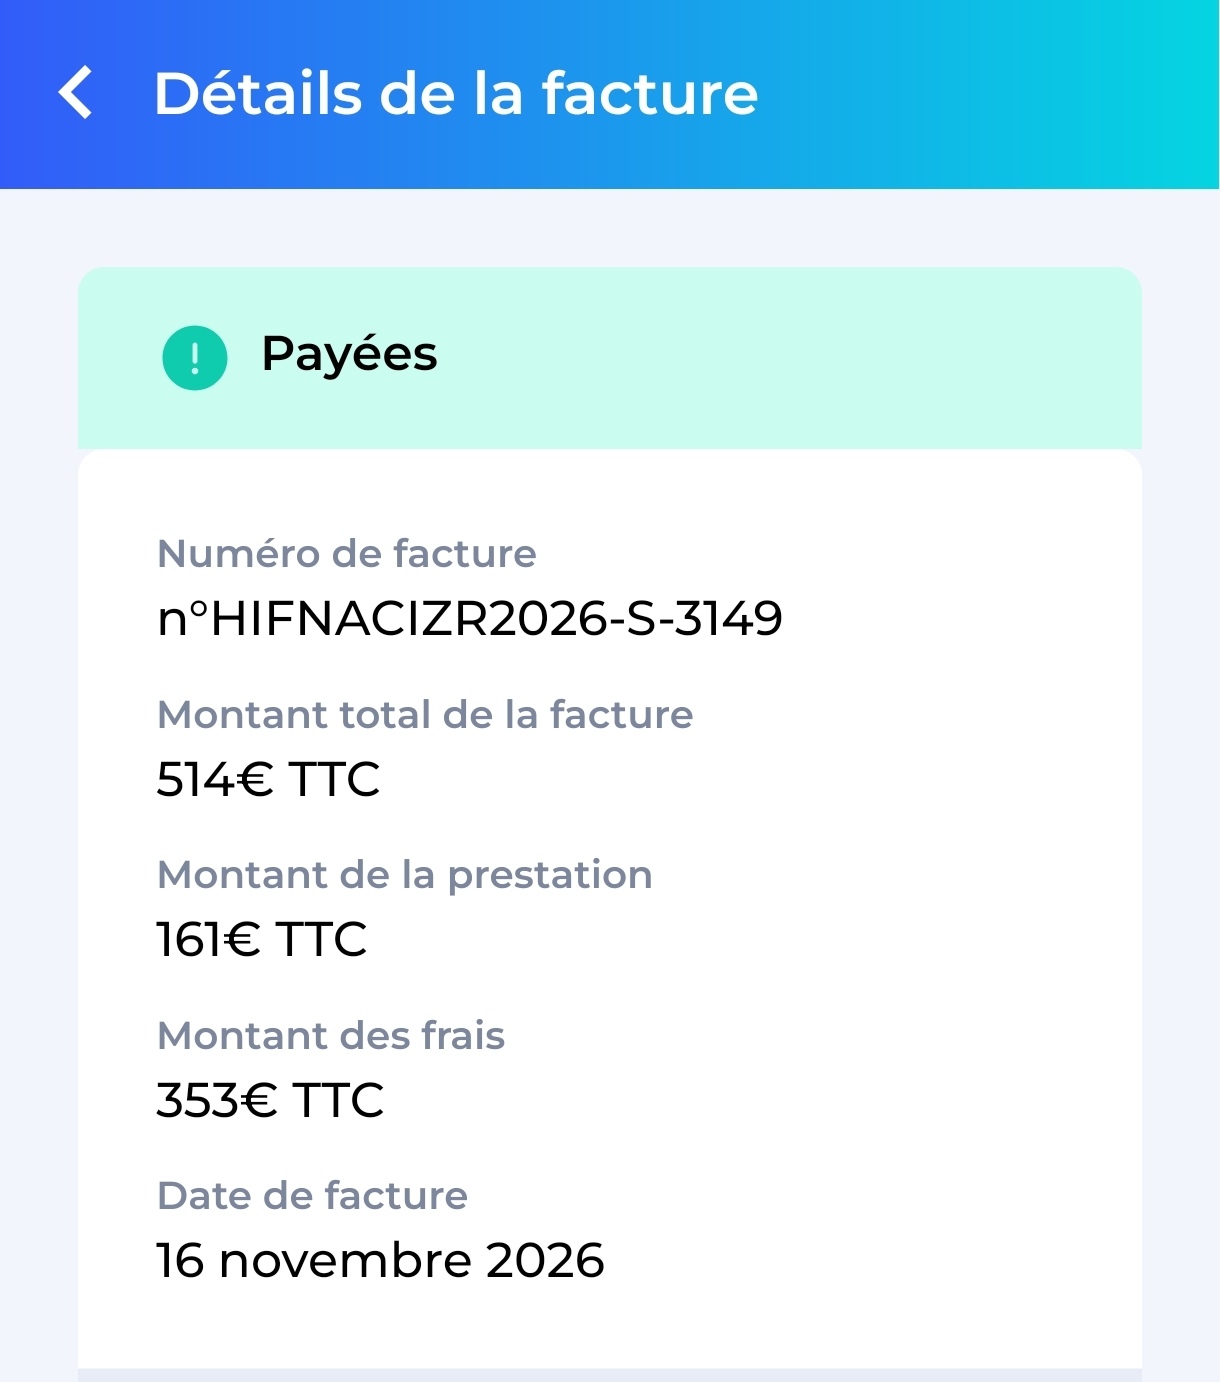 Détails de la facture
Payées
Numéro de facture
n°HIFNACIZR2026-S-3149
Montant total de la facture
514€ TTC
Montant de la prestation
161€ TTC
Montant des frais
353€ TTC
Date de facture
16 novembre 2026